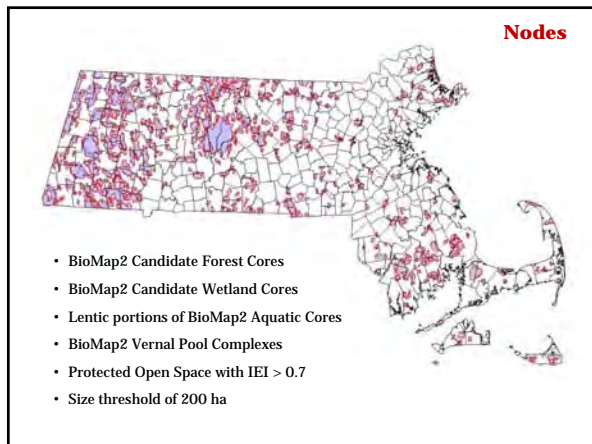 Nodes
• BioMap2 Candidate Forest Cores
• BioMap2 Candidate Wetland Cores
• Lentic portions of BioMap2 Aquatic Cores
• BioMap2 Vernal Pool Complexes
• Protected Open Space with IEI > 0.7
• Size threshold of 200 ha